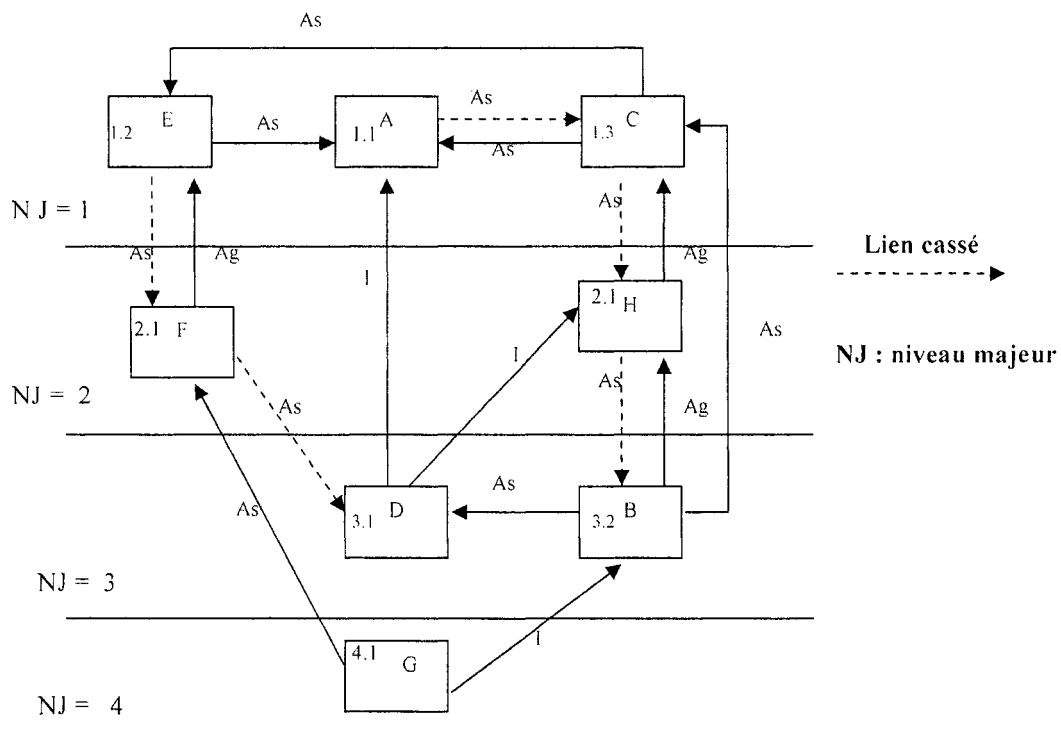 As
E
1.2
As
A
1.1
As
As
C
1.3
N J = 1
As
Ag
I
As
Ag
Lien cassé
2.1 F
2.1
H
As
NJ : niveau majeur
NJ = 2
As
I
As
Ag
As
D
3.1
As
B
3.2
NJ = 3
4.1
G
I
NJ = 4